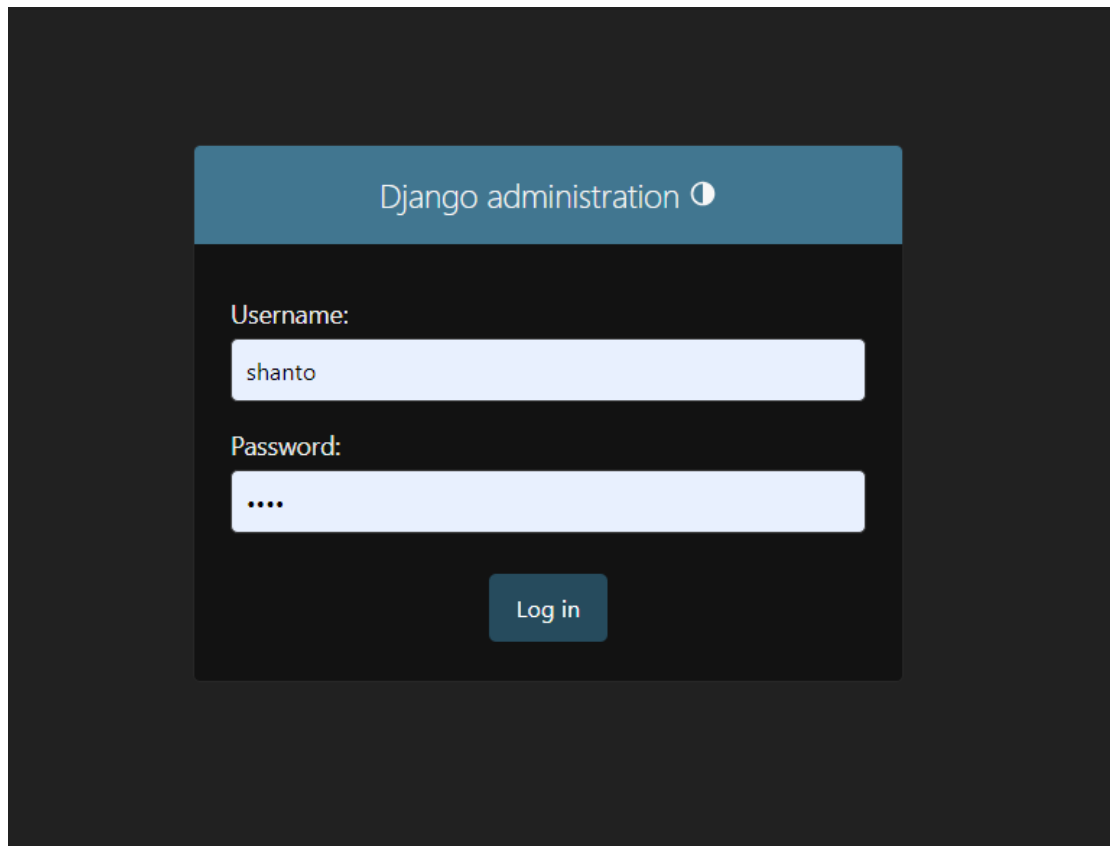 Django administration
Username:
shanto
Password:
••••
Log in